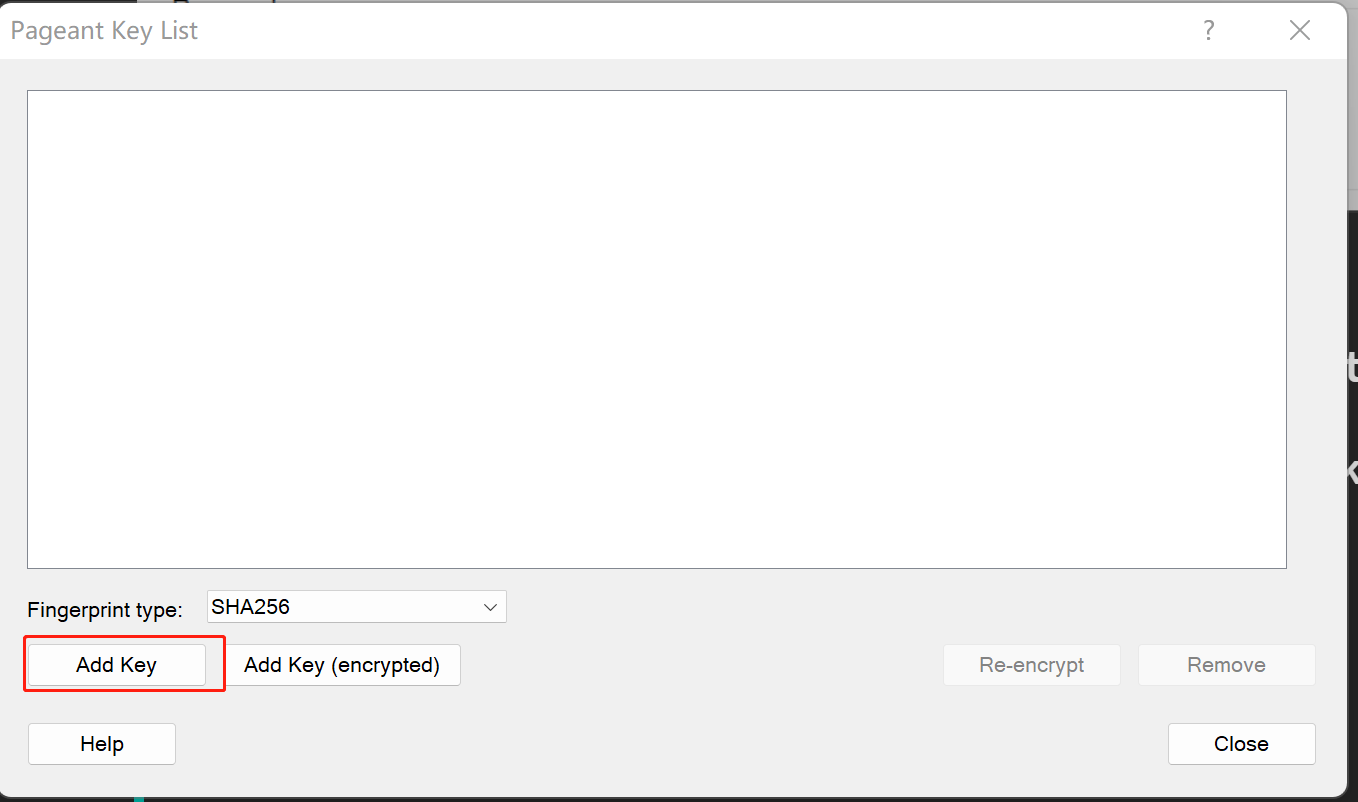 Pageant Key List
?
Fingerprint type: SHA256
Add Key Add Key (encrypted) Re-encrypt Remove
Help Close
t
k